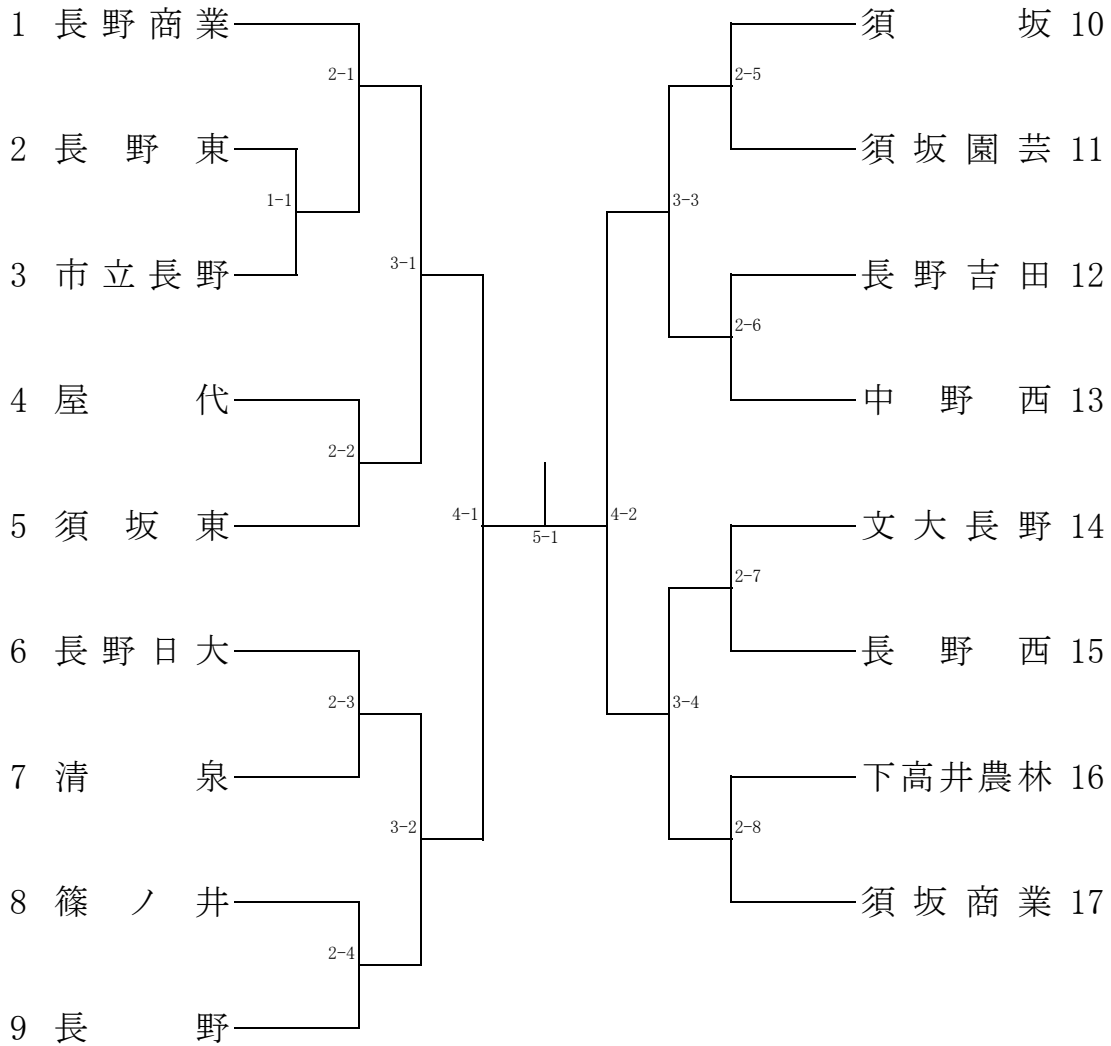 1 長野商業
2 長野東
3 市立長野
4 屋代
5 須坂東
6 長野日大
7 清泉
8 篠ノ井
9 長野
2-1
1-1
3-1
2-2
4-1
2-3
3-2
2-4
5-1
須坂 10
須坂園芸 11
長野吉田 12
中野西 13
文大長野 14
長野西 15
下高井農林 16
須坂商業 17
2-5
3-3
2-6
4-2
2-7
3-4
2-8